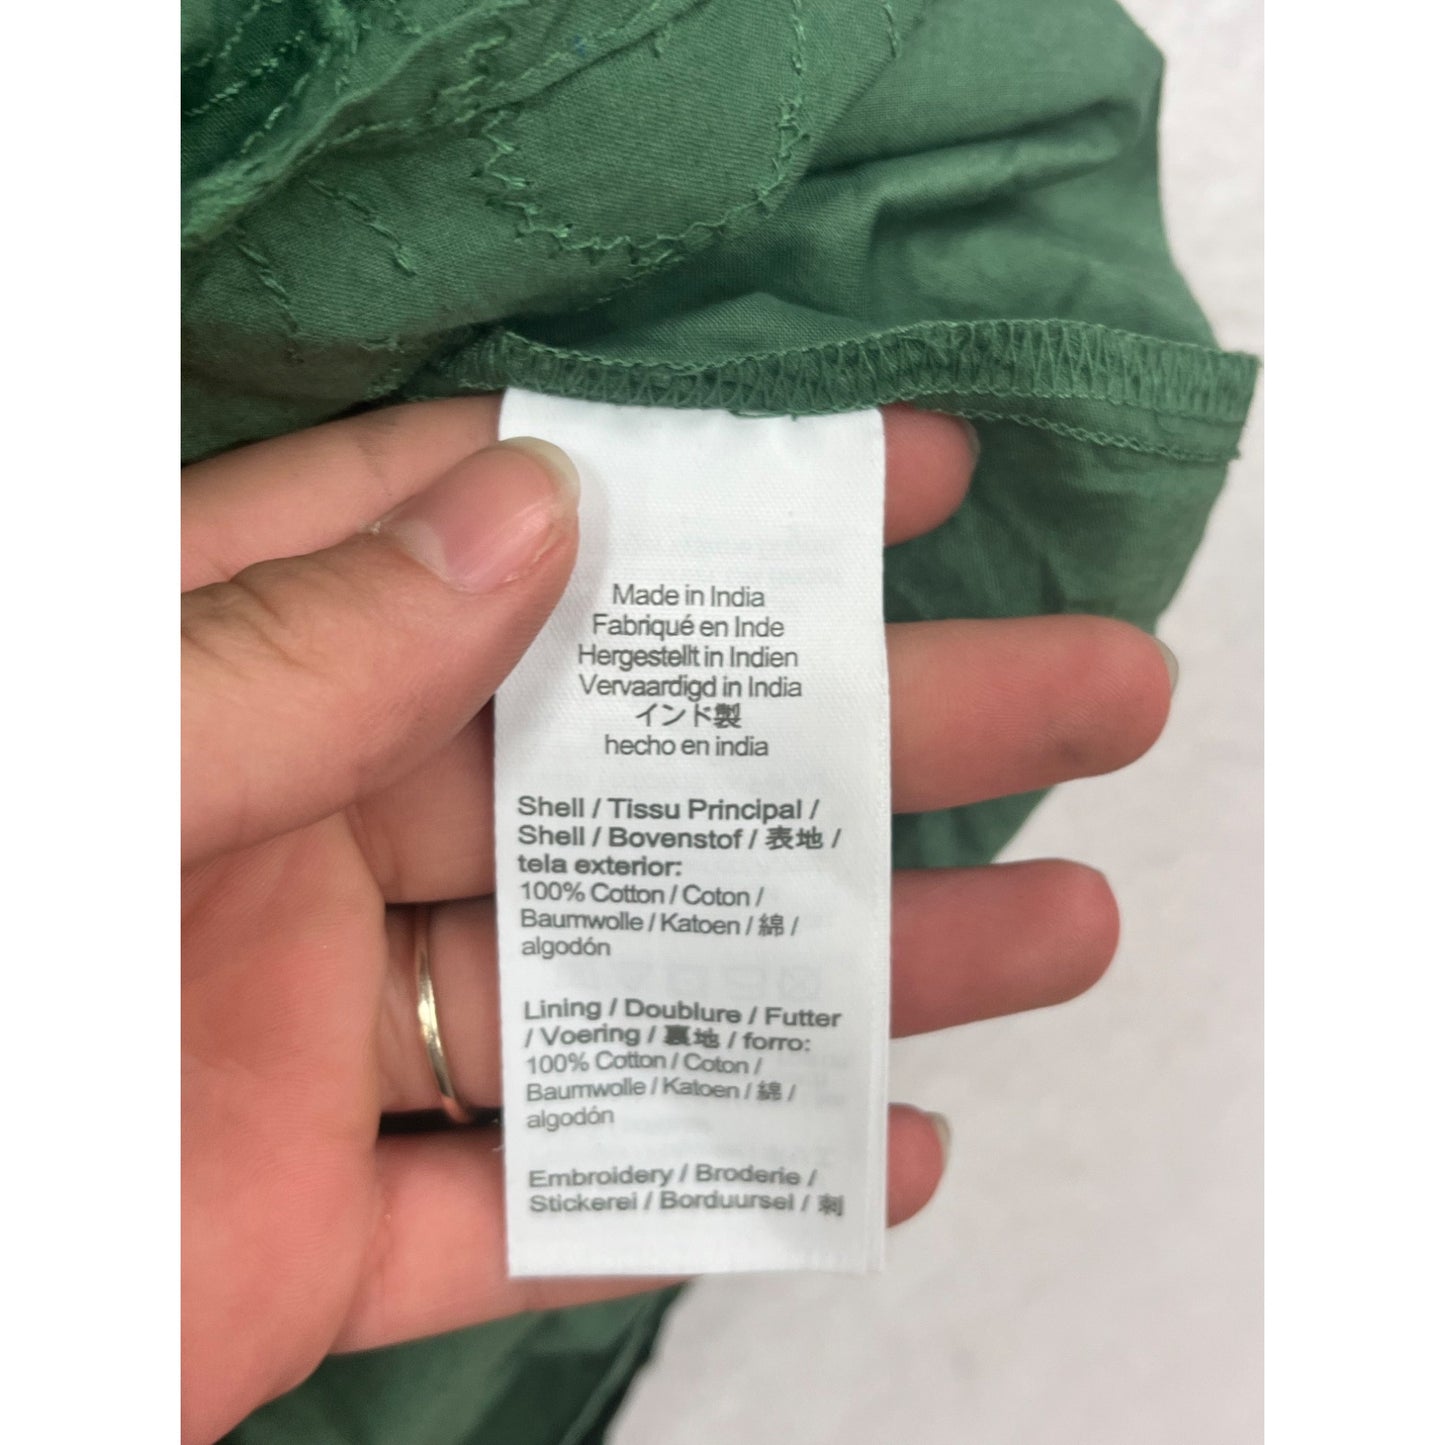 Made in India
Fabriqué en Inde
Hergestellt in Indien
Vervaardigd in India
インド製
hecho en india
Shell / Tissu Principal /
Shell / Bovenstof / 表地 /
tela exterior:
100% Cotton / Coton /
Baumwolle / Katoen / 綿 /
algodón
Lining / Doublure / Futter
/ Voering / 裏地 / forro:
100% Cotton / Coton /
Baumwolle / Katoen / 綿 /
algodón
Embroidery / Broderie /
Stickerei / Borduursel / 刺